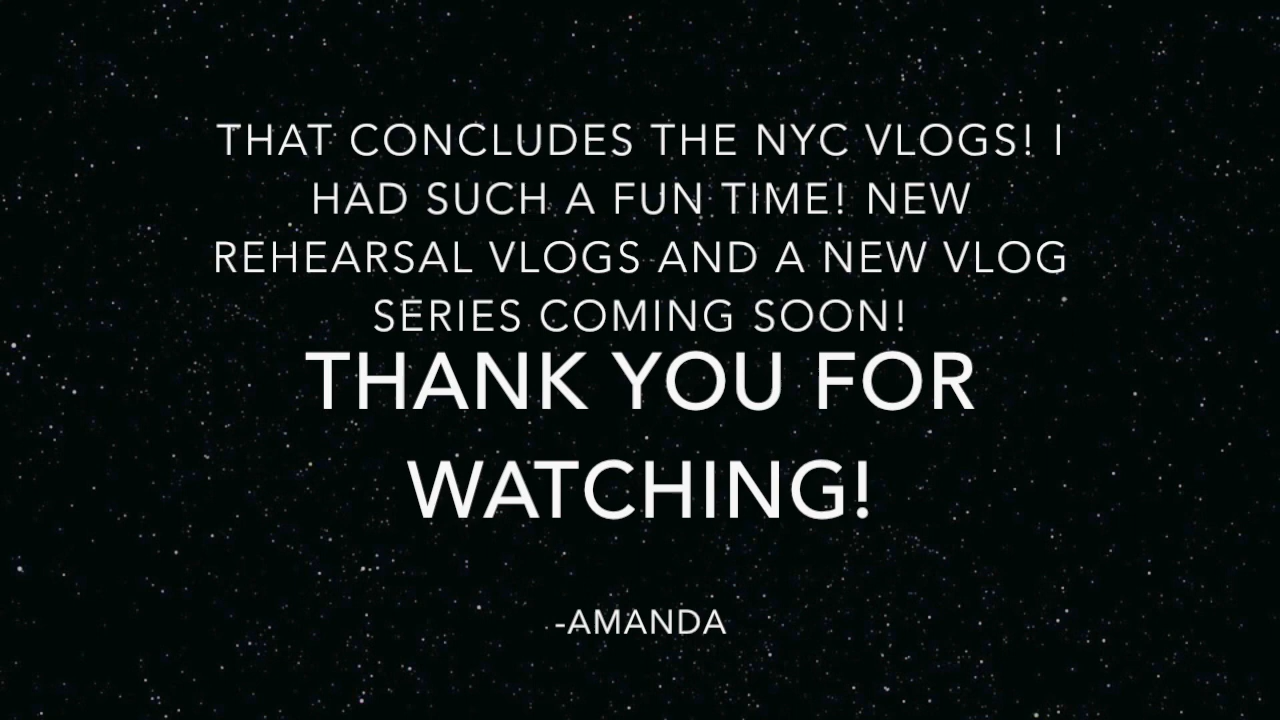 THAT CONCLUDES THE NYC VLOGS! I
HAD SUCH A FUN TIME! NEW
REHEARSAL VLOGS AND A NEW VLOG
SERIES COMING SOON!
THANK YOU FOR
WATCHING!
-AMANDA